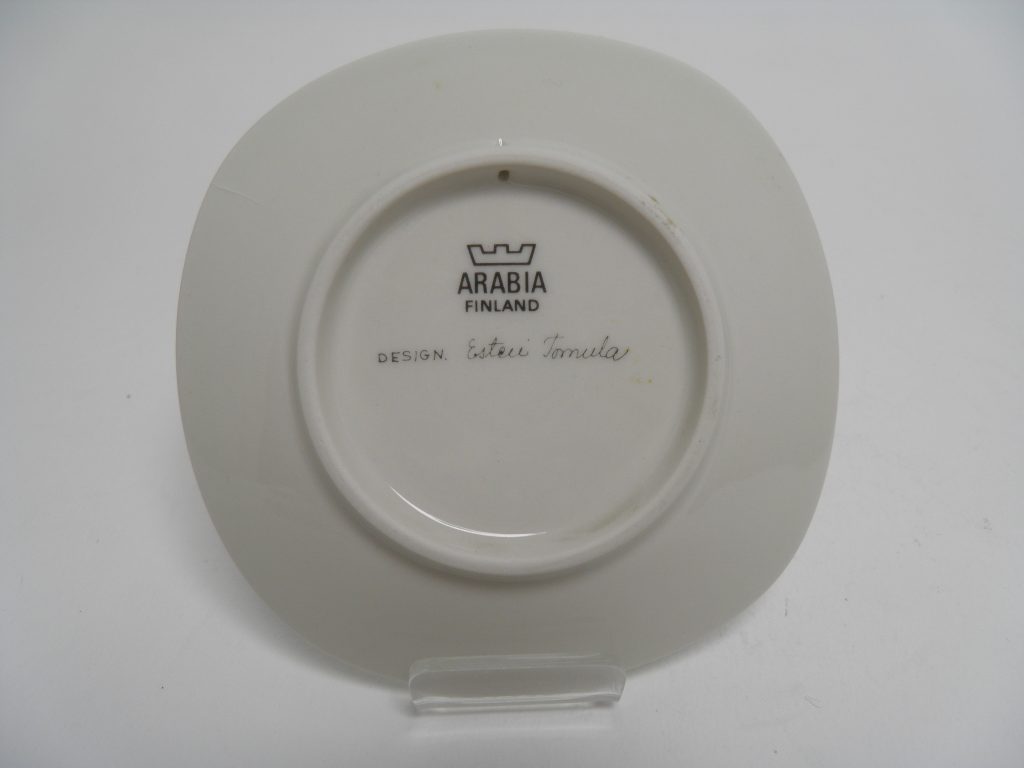 ARABIA
FINLAND
DESIGN. Esteri Tomula